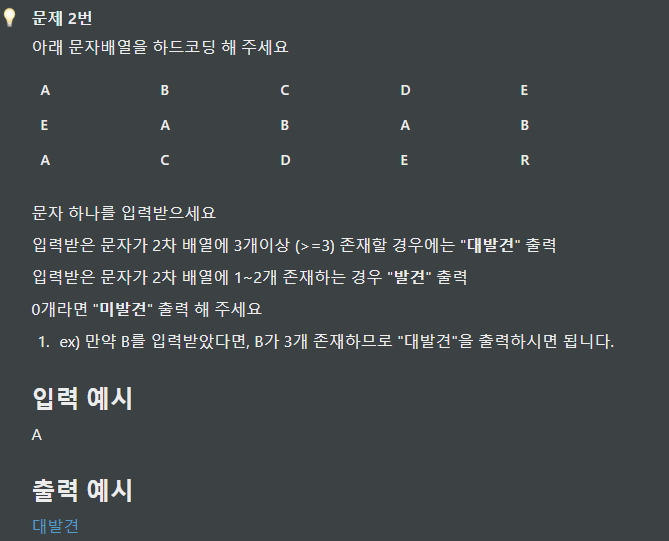 문제 2번
아래 문자배열을 하드코딩 해 주세요
A B C D E
E A B A B
A C D E R
문자 하나를 입력받으세요
입력받은 문자가 2차 배열에 3개이상 (>=3) 존재할 경우에는 "대발견" 출력
입력받은 문자가 2차 배열에 1~2개 존재하는 경우 "발견" 출력
0개라면 "미발견" 출력 해 주세요
1. ex) 만약 B를 입력받았다면, B가 3개 존재하므로 "대발견"을 출력하시면 됩니다.
입력 예시
A
출력 예시
대발견